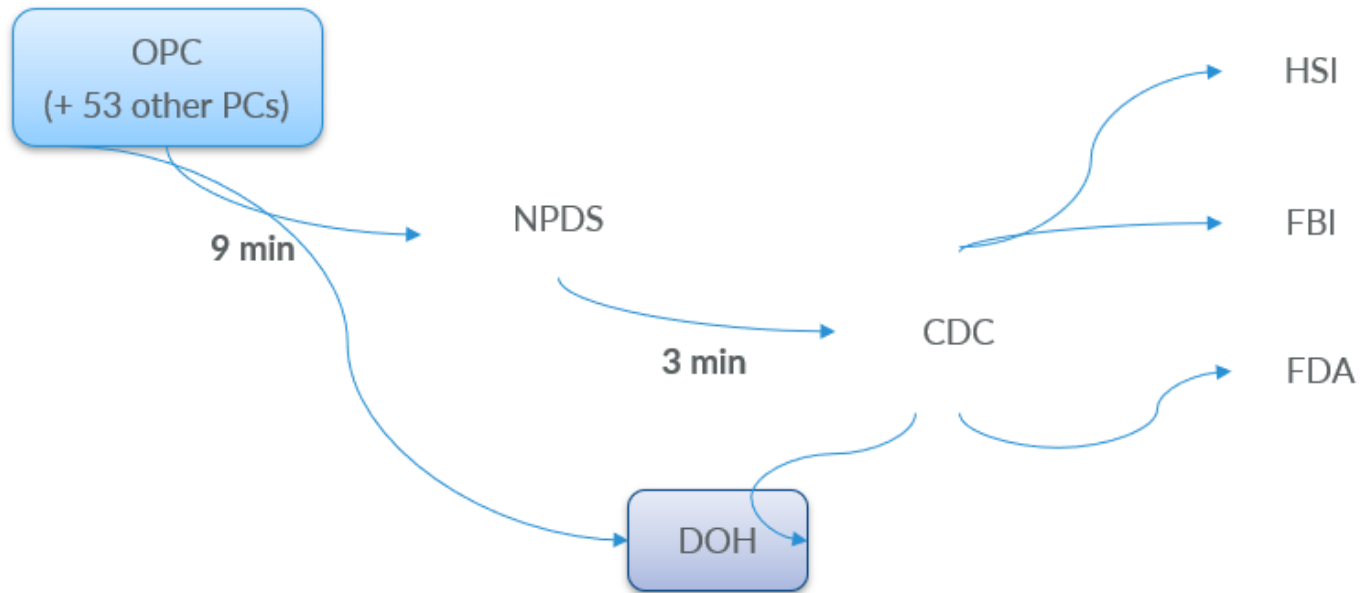 OPC
(+ 53 other PCs)
HSI
NPDS
FBI
9 min
CDC
3 min
FDA
DOH